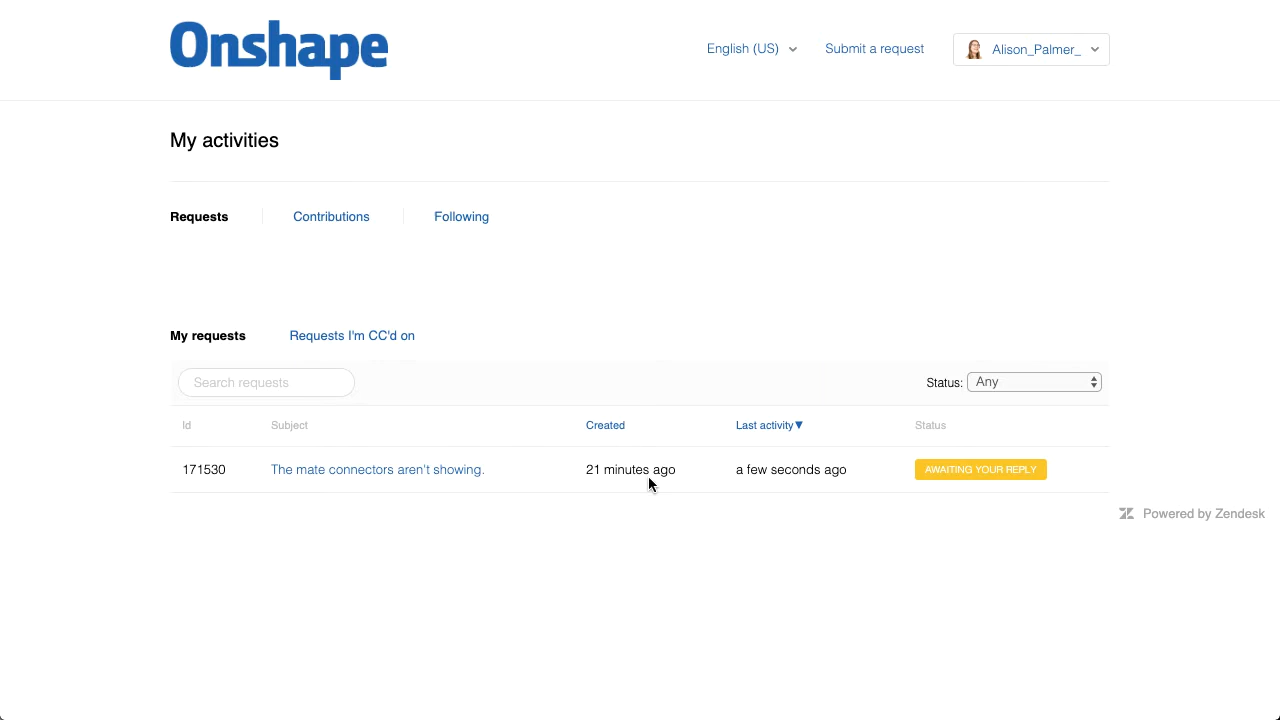 Onshape
English (US)
Submit a request
Alison_Palmer_
My activities
Requests
Contributions
Following
My requests
Requests I'm CC'd on
Search requests
Status: Any
Id Subject Created Last activity▼ Status
171530 The mate connectors aren't showing. 21 minutes ago a few seconds ago AWAITING YOUR REPLY
Powered by Zendesk